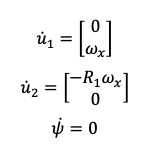 u̇₁ = [0; ωₓ]
u̇₂ = [−R₁ωₓ; 0]
ψ̇ = 0